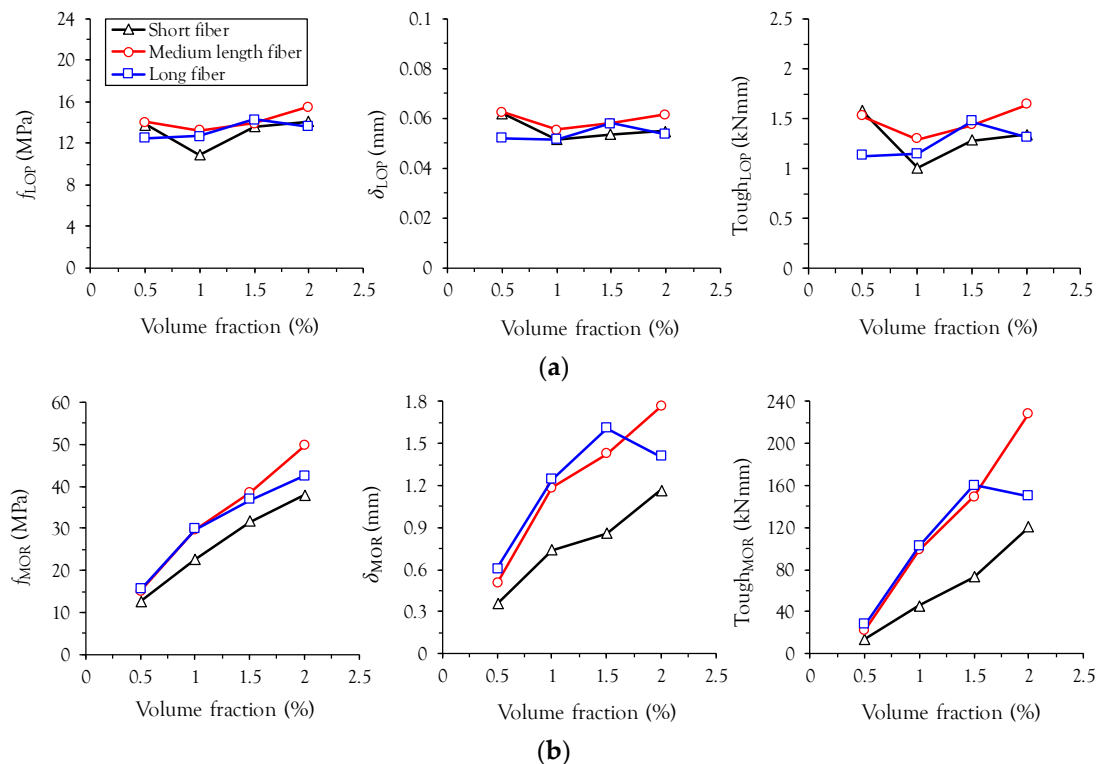 24
20
16
12
8
4
0
f_LOP (MPa)
Short fiber
Medium length fiber
Long fiber
0 0.5 1 1.5 2 2.5
Volume fraction (%)
0.1
0.08
0.06
0.04
0.02
0
δ_LOP (mm)
0 0.5 1 1.5 2 2.5
Volume fraction (%)
2.5
2
1.5
1
0.5
0
Tough_LOP (kNmm)
0 0.5 1 1.5 2 2.5
Volume fraction (%)
(a)
60
50
40
30
20
10
0
f_MOR (MPa)
0 0.5 1 1.5 2 2.5
Volume fraction (%)
1.8
1.5
1.2
0.9
0.6
0.3
0
δ_MOR (mm)
0 0.5 1 1.5 2 2.5
Volume fraction (%)
240
200
160
120
80
40
0
Tough_MOR (kNmm)
0 0.5 1 1.5 2 2.5
Volume fraction (%)
(b)